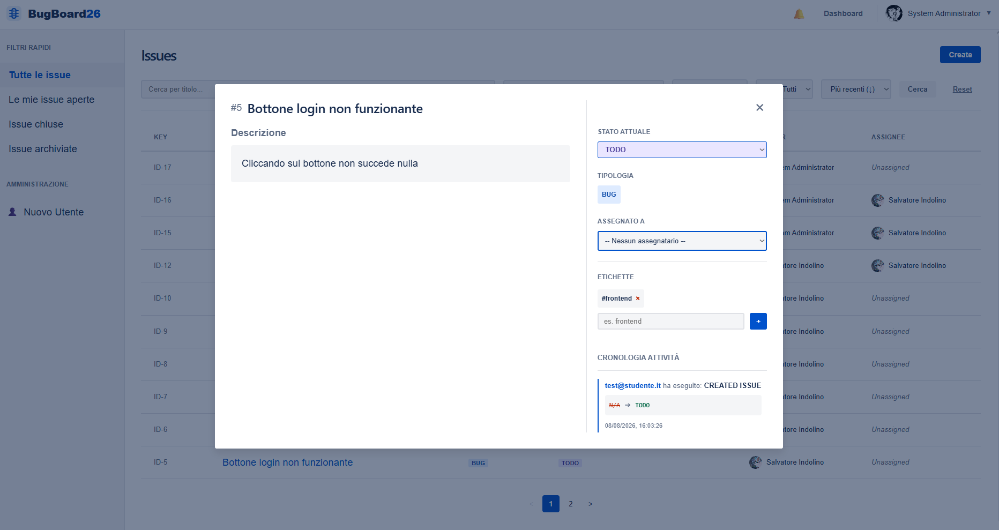 BugBoard26
Dashboard
System Administrator
FILTRI RAPIDI
Tutte le issue
Le mie issue aperte
Issue chiuse
Issue archiviate
AMMINISTRAZIONE
Nuovo Utente
Issues
Create
Cerca per titolo...
Tutti
Più recenti (↓)
Cerca
Reset
KEY
R
ASSIGNEE
ID-17
em Administrator
Unassigned
ID-16
em Administrator
Salvatore Indolino
ID-15
em Administrator
Salvatore Indolino
ID-12
tore Indolino
Salvatore Indolino
ID-10
tore Indolino
Unassigned
ID-9
tore Indolino
Unassigned
ID-8
tore Indolino
Unassigned
ID-7
tore Indolino
Unassigned
ID-6
tore Indolino
Unassigned
ID-5
Bottone login non funzionante
BUG
TODO
Salvatore Indolino
Unassigned
< 1 2 >
#5 Bottone login non funzionante
Descrizione
Cliccando sul bottone non succede nulla
STATO ATTUALE
TODO
TIPOLOGIA
BUG
ASSEGNATO A
-- Nessun assegnatario --
ETICHETTE
#frontend ×
es. frontend
+
CRONOLOGIA ATTIVITÀ
test@studente.it ha eseguito: CREATED ISSUE
N/A → TODO
08/08/2026, 16:03:26